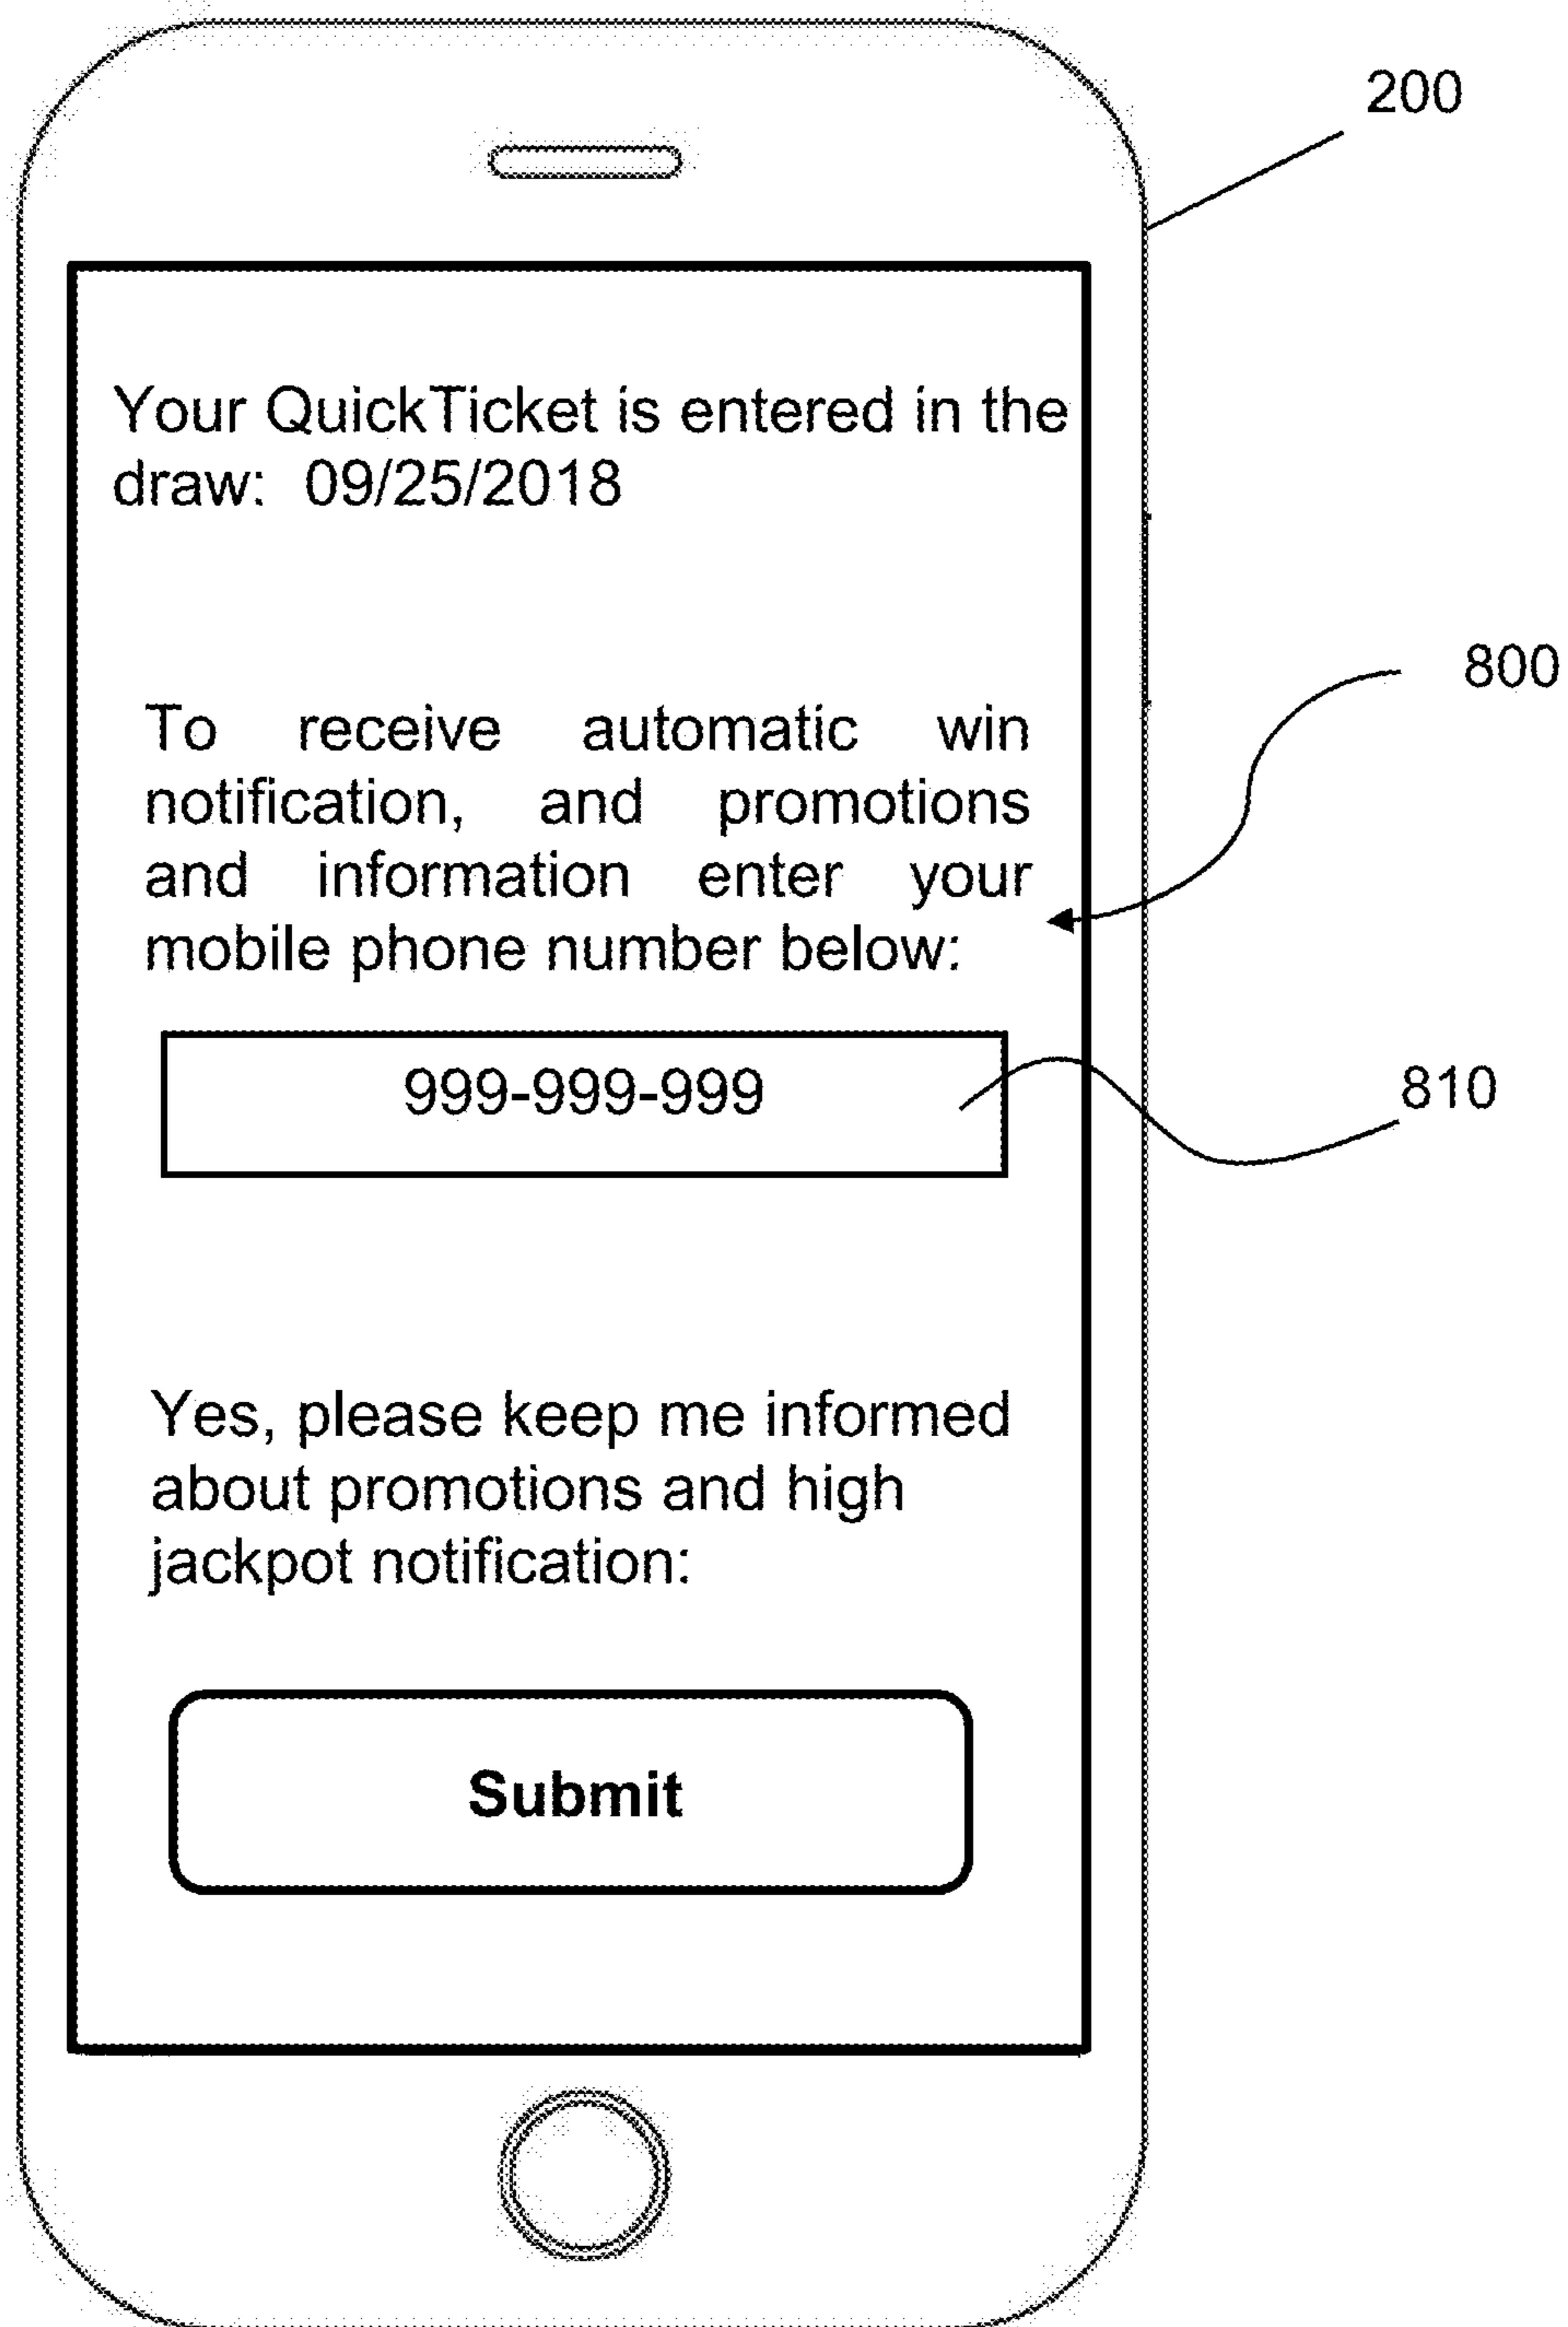 200
Your QuickTicket is entered in the
draw: 09/25/2018
800
To receive automatic win
notification, and promotions
and information enter your
mobile phone number below:
999-999-999
810
Yes, please keep me informed
about promotions and high
jackpot notification:
Submit